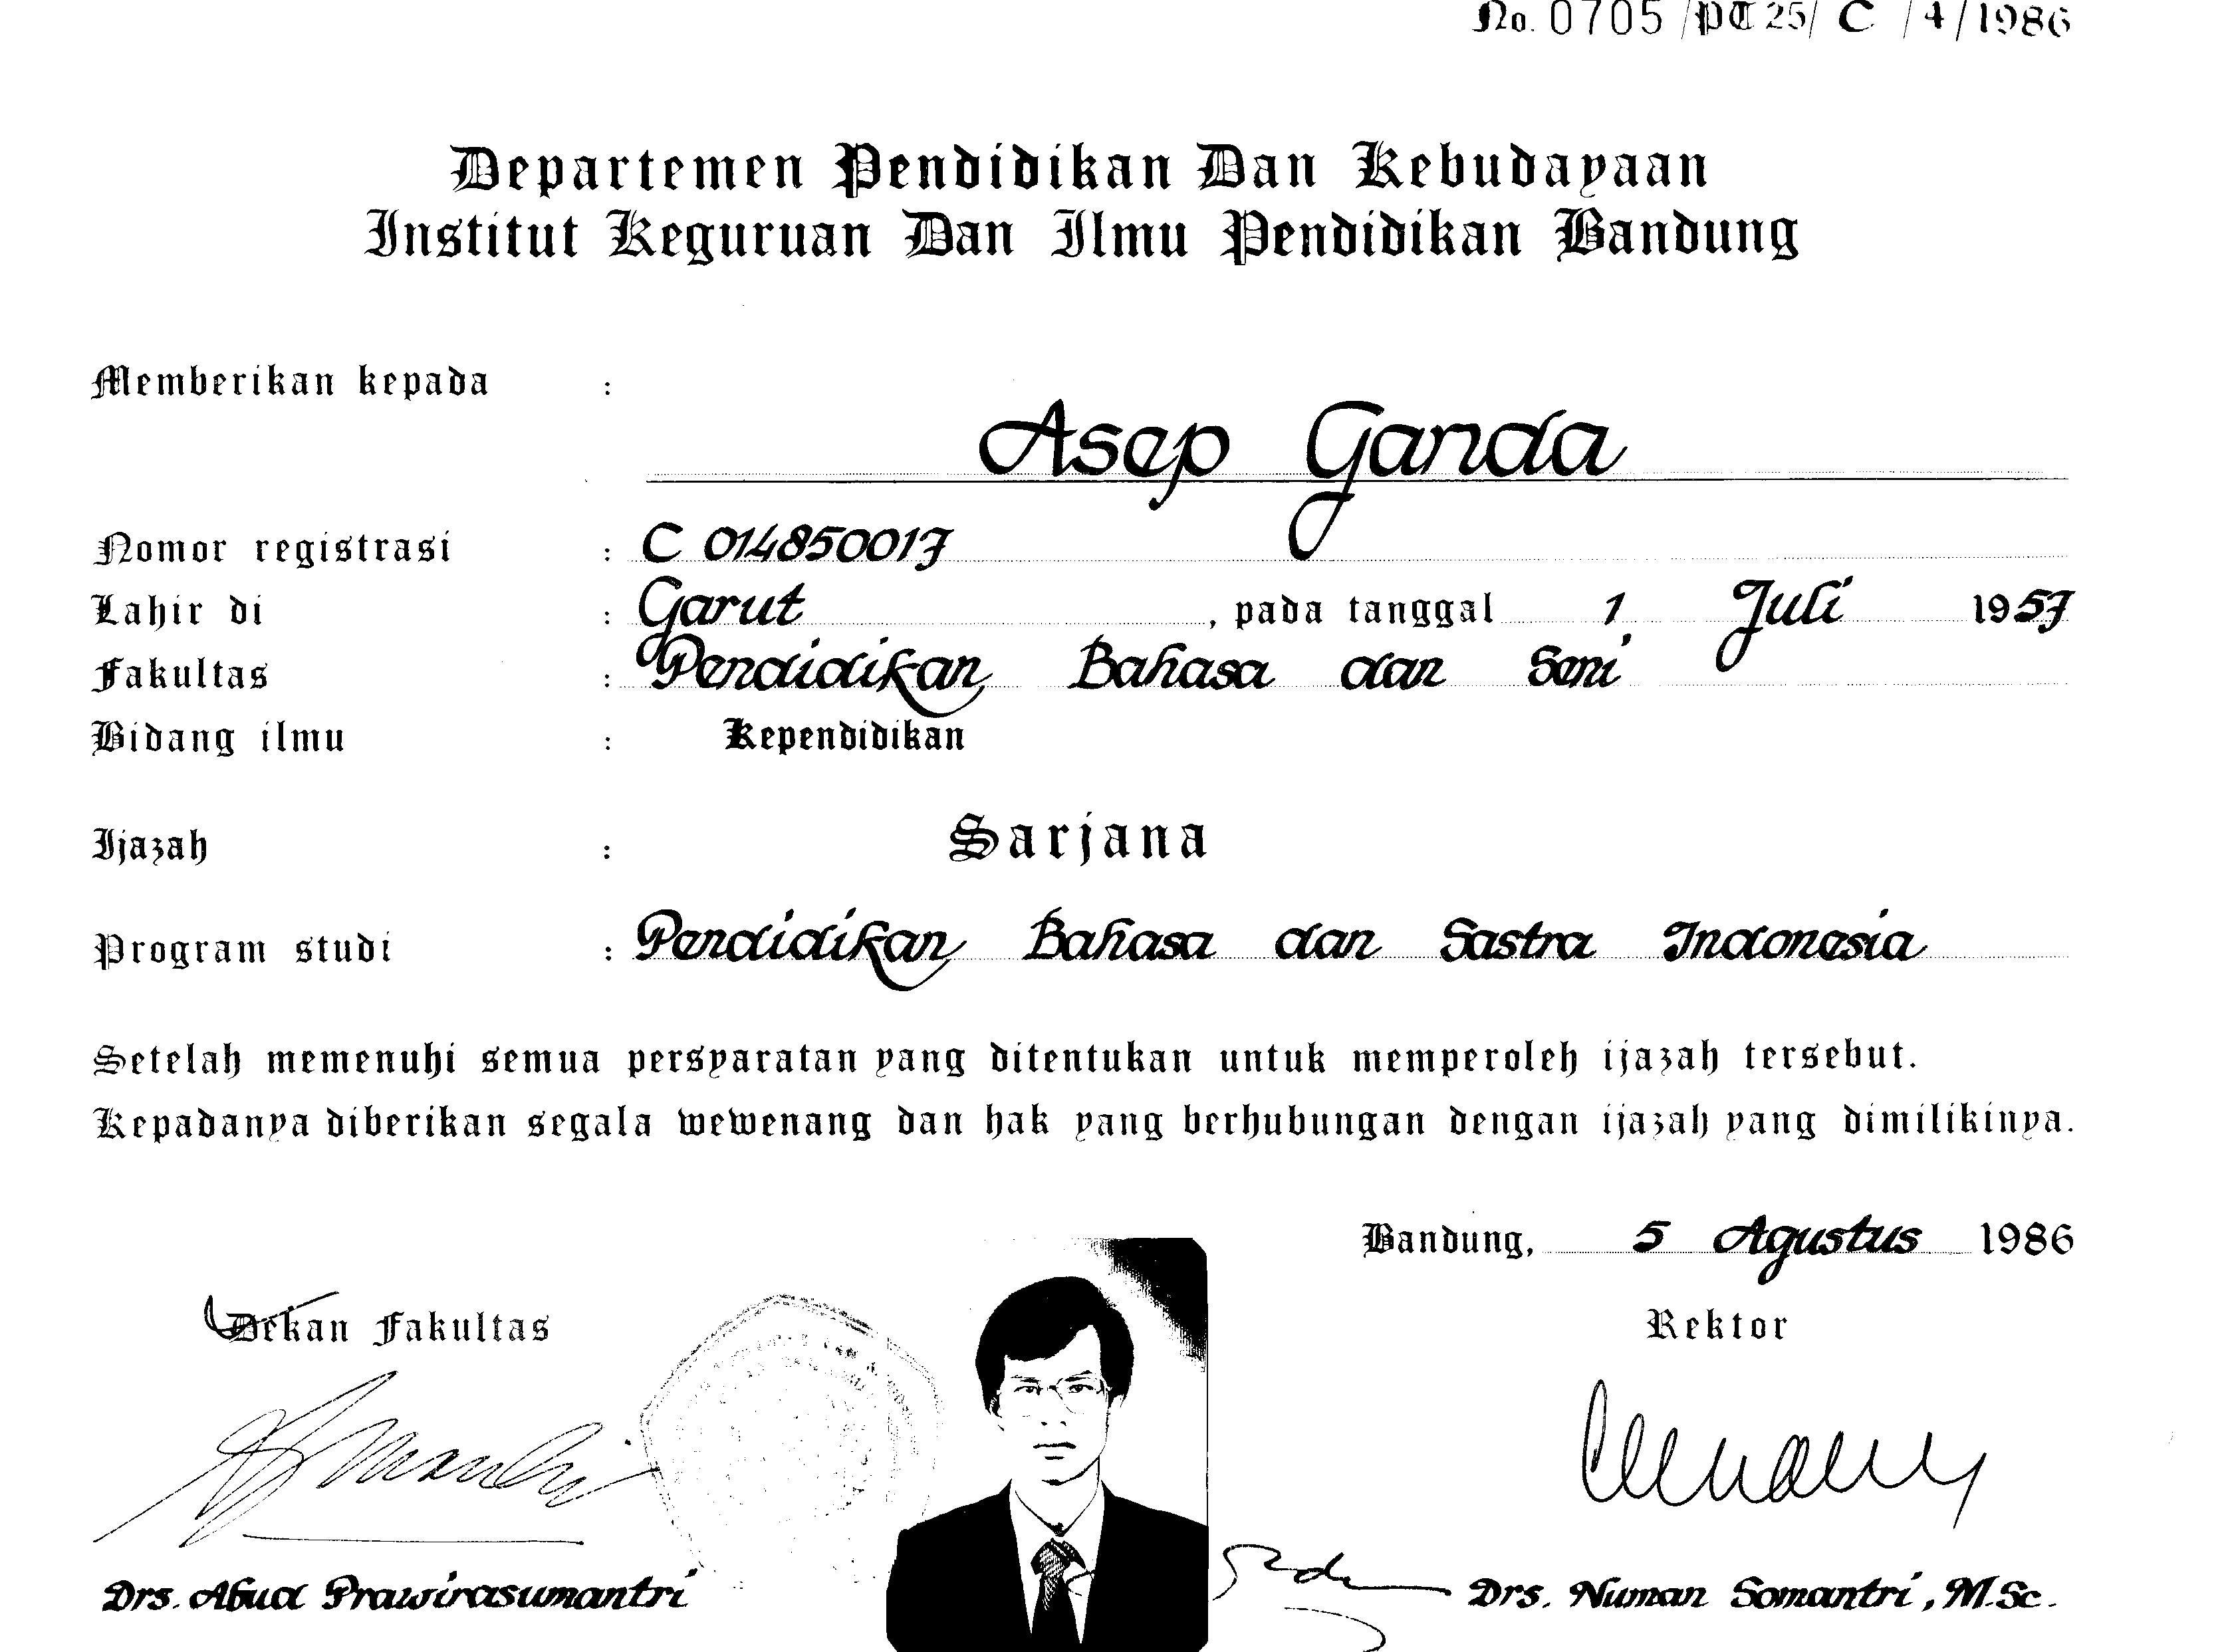 No. 0705 /PT 25/ C /4/1986
Departemen Pendidikan Dan Kebudayaan
Institut Keguruan Dan Ilmu Pendidikan Bandung
Memberikan kepada :
Asep Ganda
Nomor registrasi : C 014850017
Lahir di : Garut, pada tanggal 1 Juli 1957
Fakultas : Pendidikan Bahasa dan Seni
Bidang ilmu : Kependidikan
Ijazah : Sarjana
Program studi : Pendidikan Bahasa dan Sastra Indonesia
Setelah memenuhi semua persyaratan yang ditentukan untuk memperoleh ijazah tersebut.
Kepadanya diberikan segala wewenang dan hak yang berhubungan dengan ijazah yang dimilikinya.
Bandung, 5 Agustus 1986
Dekan Fakultas
Rektor
Drs. Abud Prawirasumantri
Drs. Numan Somantri, M.Sc.